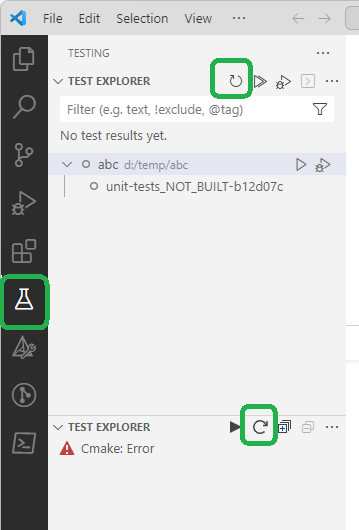 File Edit Selection View ···
TESTING ···
TEST EXPLORER ···
Filter (e.g. text, !exclude, @tag)
No test results yet.
abc d:/temp/abc
unit-tests_NOT_BUILT-b12d07c
TEST EXPLORER ···
Cmake: Error